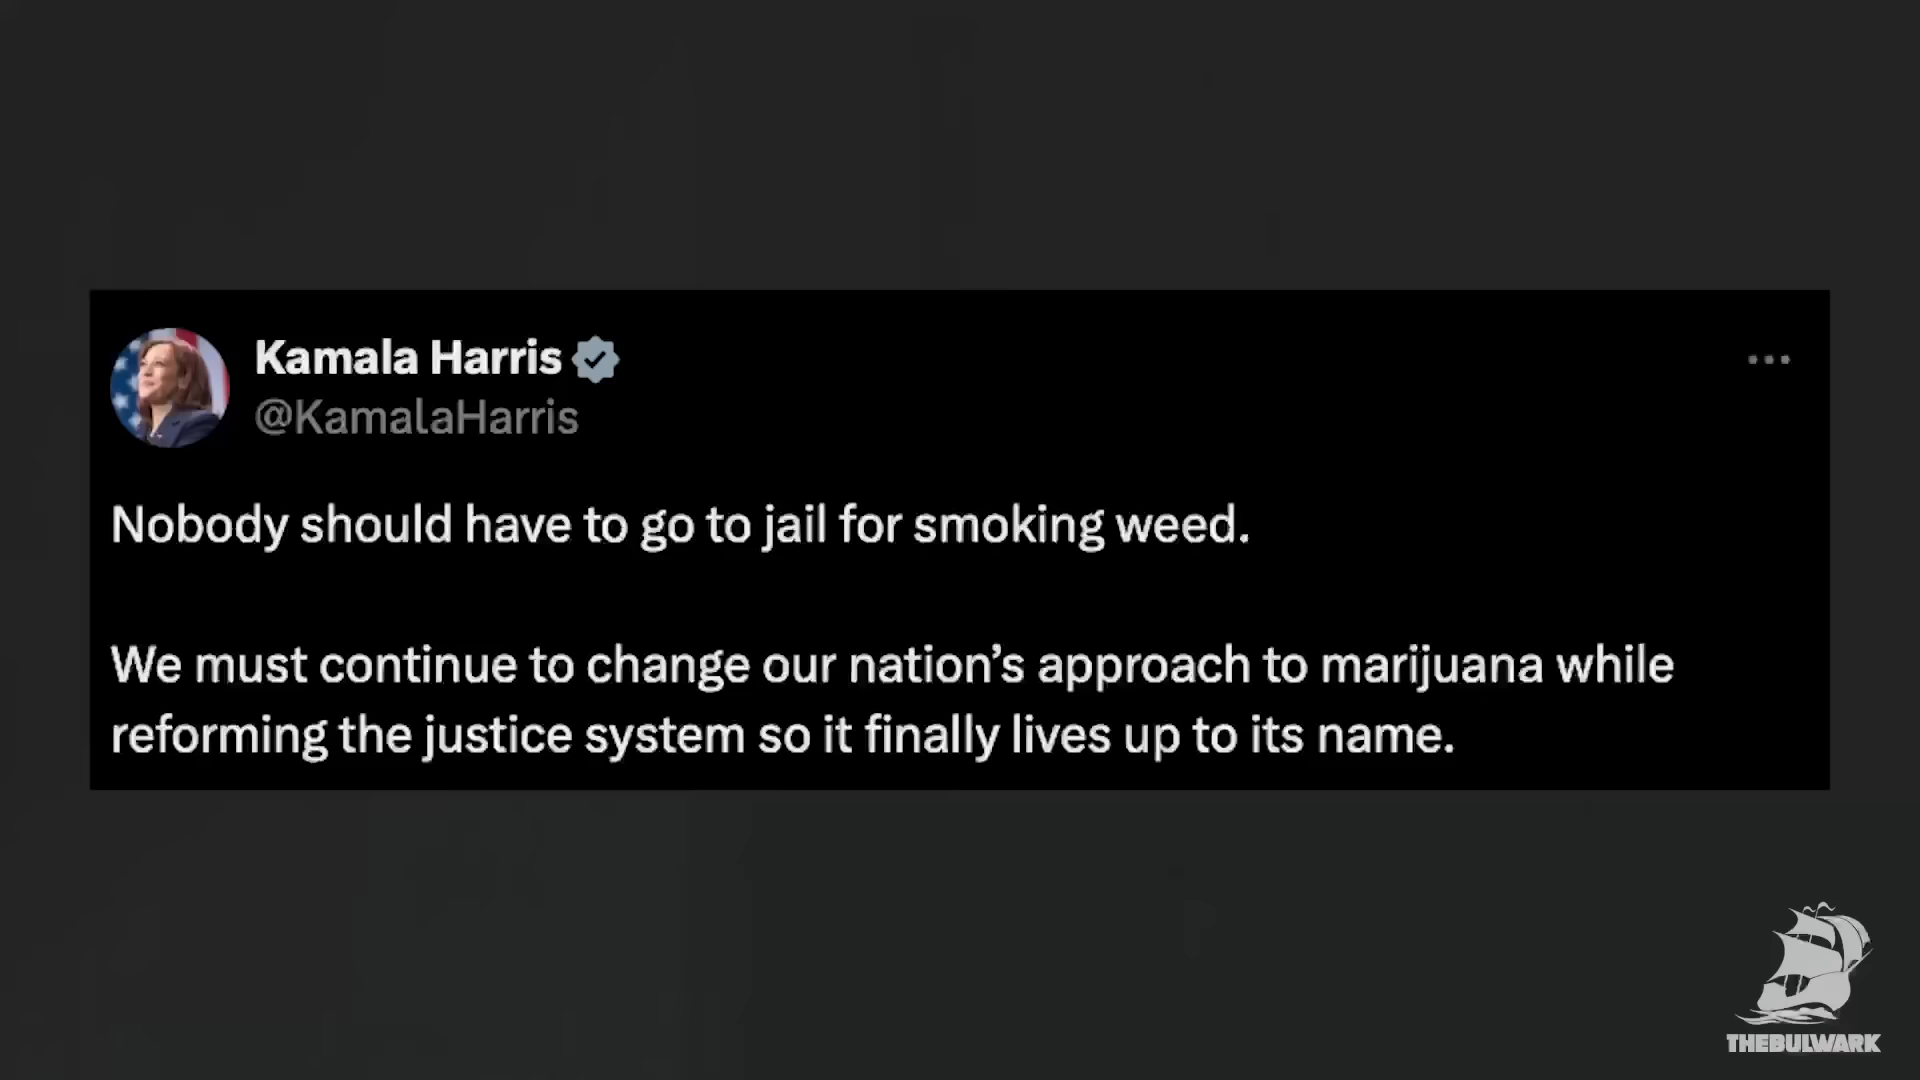 Kamala Harris
@KamalaHarris
Nobody should have to go to jail for smoking weed.
We must continue to change our nation’s approach to marijuana while
reforming the justice system so it finally lives up to its name.
THEBULWARK